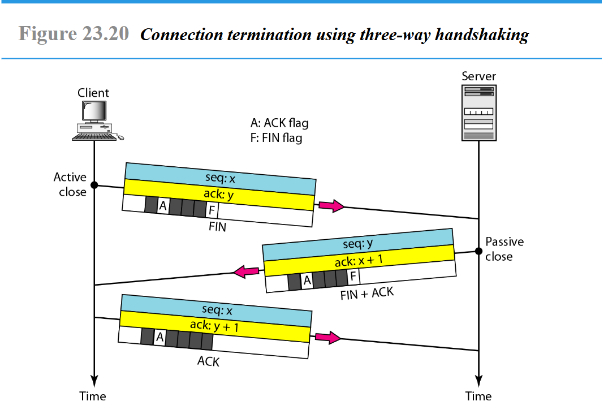 Figure 23.20 Connection termination using three-way handshaking
Client
Server
A: ACK flag
F: FIN flag
Active
close
seq: x
ack: y
A F
FIN
Passive
close
seq: y
ack: x + 1
A F
FIN + ACK
seq: x
ack: y + 1
A
ACK
Time
Time